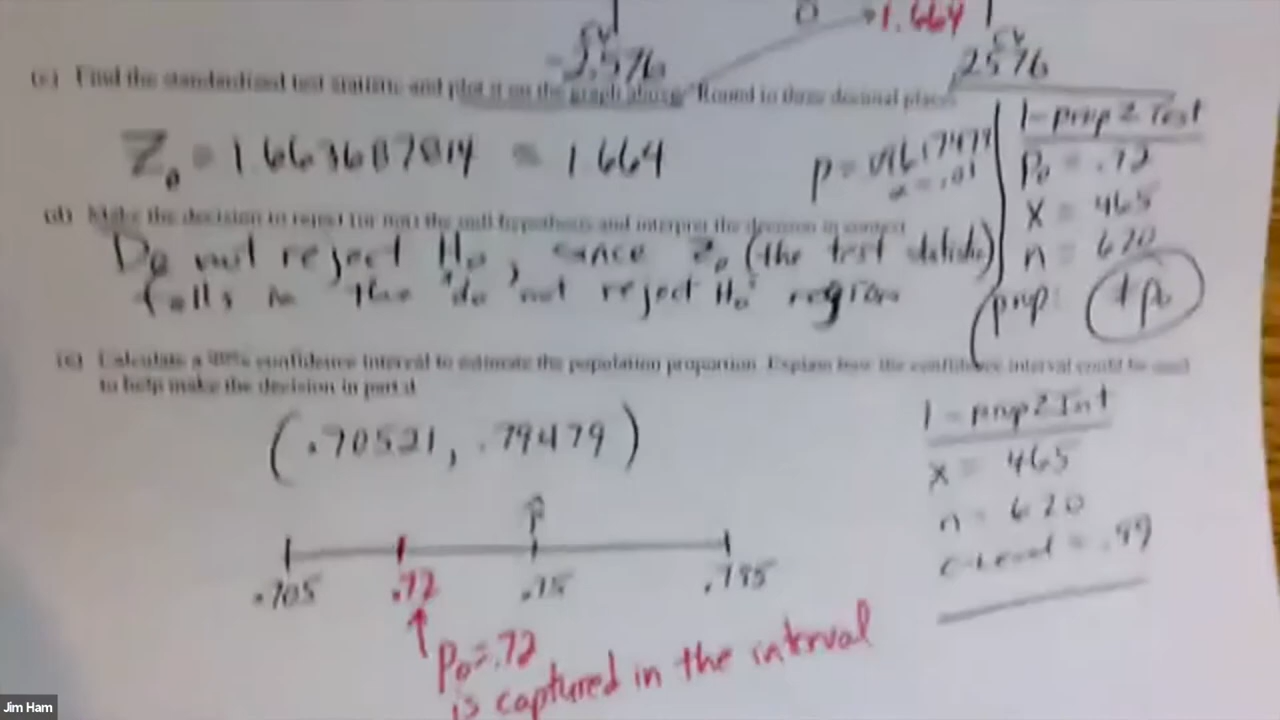 0 → 1.664
CV CV
-2.576 2.576
(c) Find the standardized test statistic and plot it on the graph above. Round to three decimal places.
Z₀ = 1.663687814 = 1.664
p = α = .01
1-prop Z Test
p₀ = .72
x = 465
n = 620
prop: ≠ p₀
(d) Make the decision to reject (or not) the null hypothesis and interpret the decision in context
Do not reject H₀, since Z₀ (the test statistic)
falls in the "do not reject H₀" region
(e) Calculate a 99% confidence interval to estimate the population proportion. Explain how the confidence interval could be used
to help make the decision in part d
(.70521, .79479)
1-prop Z Int
x = 465
n = 620
C-Level = .99
p̂
.705 .72 .75 .795
↑
p₀ = .72
is captured in the interval
Jim Ham